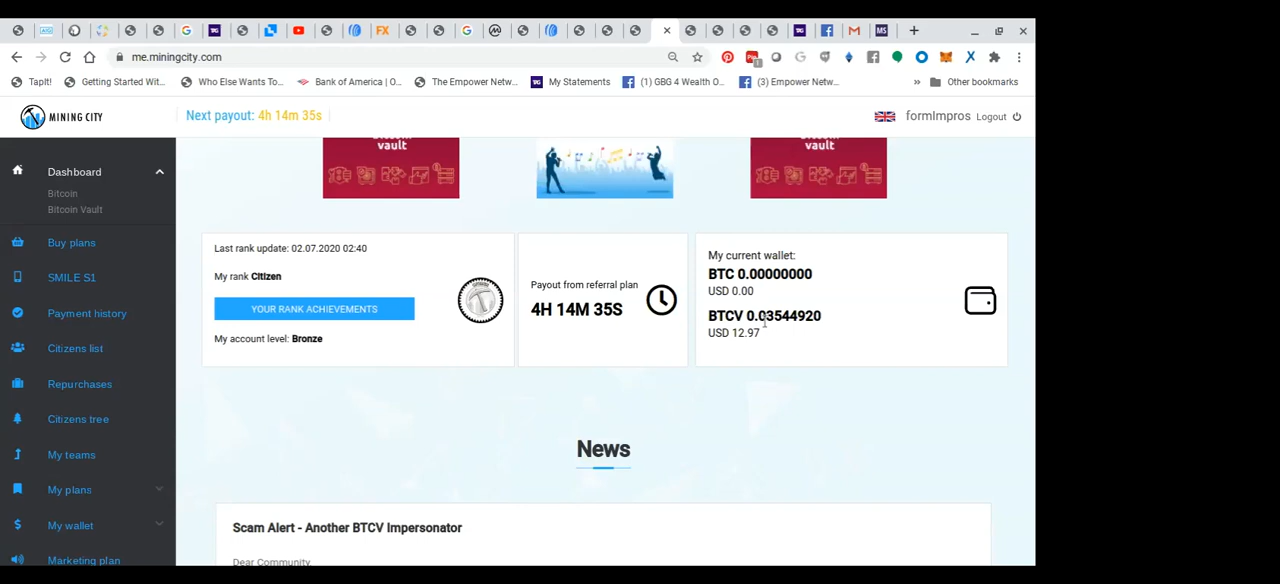 me.miningcity.com
TapIt!
Getting Started Wit...
Who Else Wants To...
Bank of America | O...
The Empower Netw...
My Statements
(1) GBG 4 Wealth O...
(3) Empower Netw...
»
Other bookmarks
MINING CITY
Next payout: 4h 14m 35s
formImpros
Logout
Dashboard
Bitcoin
Bitcoin Vault
Buy plans
SMILE S1
Payment history
Citizens list
Repurchases
Citizens tree
My teams
My plans
My wallet
Marketing plan
vault
vault
Last rank update: 02.07.2020 02:40
My rank Citizen
YOUR RANK ACHIEVEMENTS
My account level: Bronze
Payout from referral plan
4H 14M 35S
My current wallet:
BTC 0.00000000
USD 0.00
BTCV 0.03544920
USD 12.97
News
Scam Alert - Another BTCV Impersonator
Dear Community,